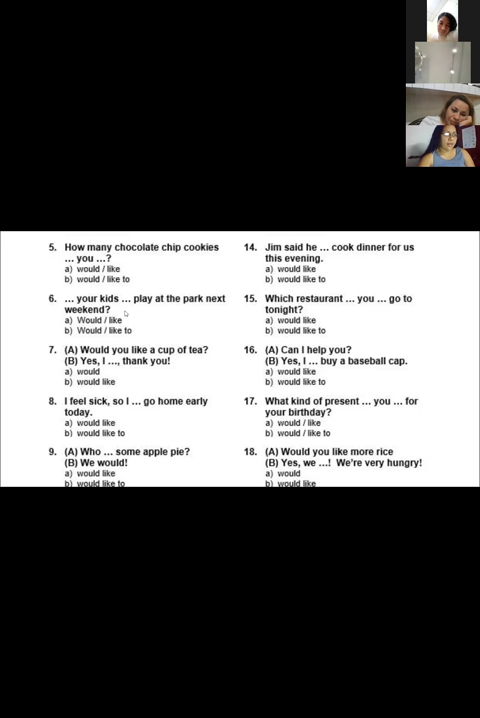 5. How many chocolate chip cookies
... you ...?
a) would / like
b) would / like to
6. ... your kids ... play at the park next
weekend?
a) Would / like
b) Would / like to
7. (A) Would you like a cup of tea?
(B) Yes, I ..., thank you!
a) would
b) would like
8. I feel sick, so I ... go home early
today.
a) would like
b) would like to
9. (A) Who ... some apple pie?
(B) We would!
a) would like
b) would like to
14. Jim said he ... cook dinner for us
this evening.
a) would like
b) would like to
15. Which restaurant ... you ... go to
tonight?
a) would like
b) would like to
16. (A) Can I help you?
(B) Yes, I ... buy a baseball cap.
a) would like
b) would like to
17. What kind of present ... you ... for
your birthday?
a) would / like
b) would / like to
18. (A) Would you like more rice
(B) Yes, we ...! We're very hungry!
a) would
b) would like